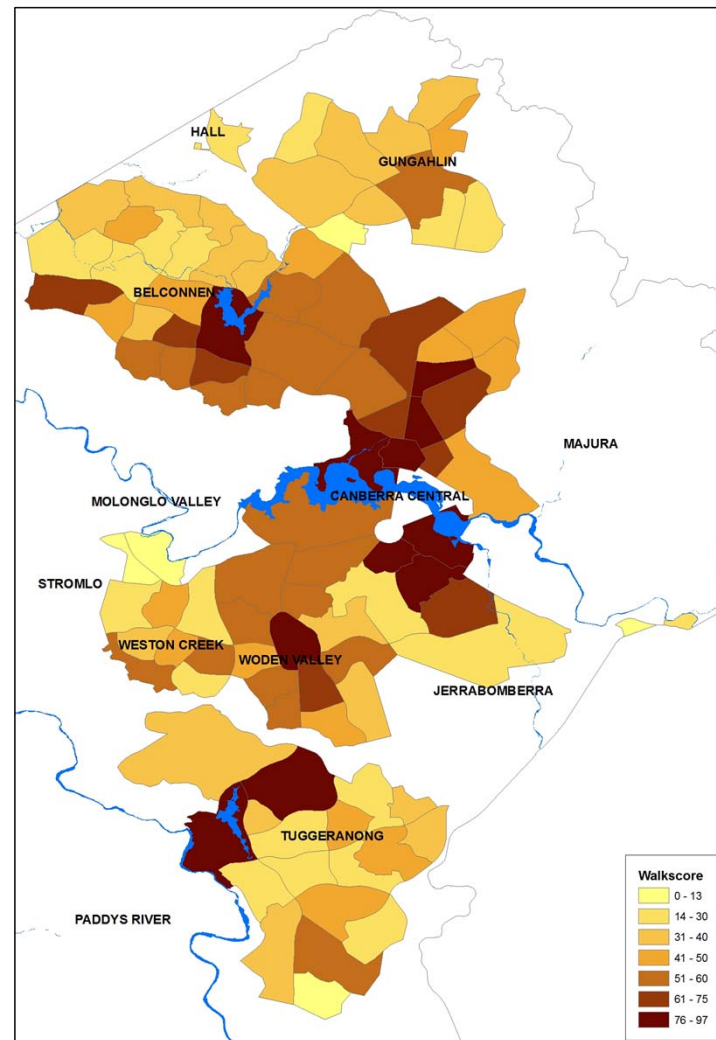 HALL
GUNGAHLIN
BELCONNEN
MAJURA
MOLONGLO VALLEY
CANBERRA CENTRAL
STROMLO
WESTON CREEK
WODEN VALLEY
JERRABOMBERRA
TUGGERANONG
PADDYS RIVER
Walkscore
0 - 13
14 - 30
31 - 40
41 - 50
51 - 60
61 - 75
76 - 97